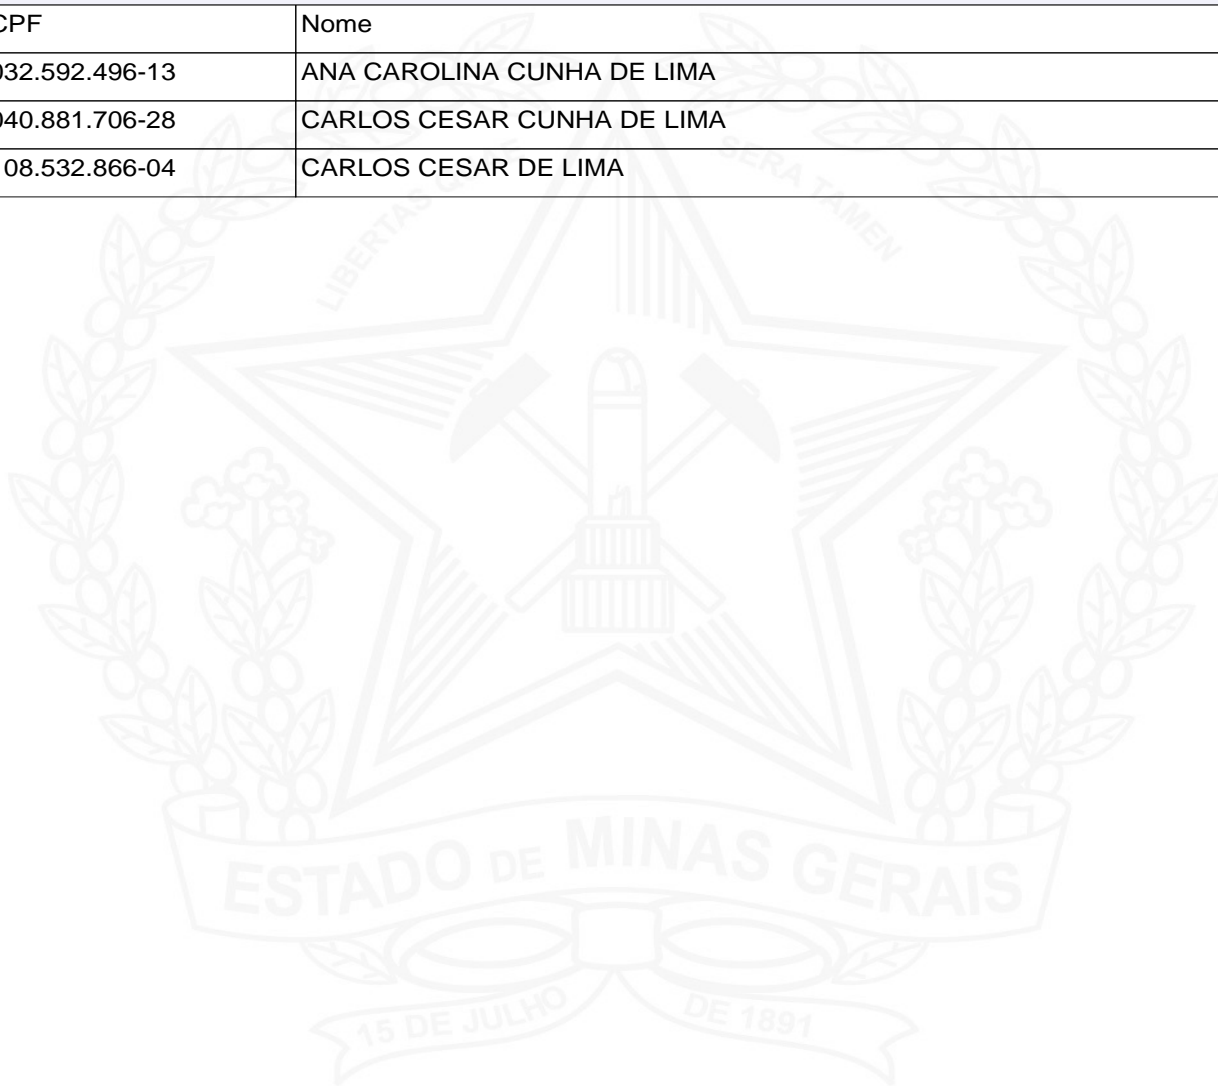 CPF Nome
032.592.496-13 ANA CAROLINA CUNHA DE LIMA
040.881.706-28 CARLOS CESAR CUNHA DE LIMA
08.532.866-04 CARLOS CESAR DE LIMA
LIBERTAS QUE SERA TAMEN
ESTADO DE MINAS GERAIS
15 DE JULHO DE 1891